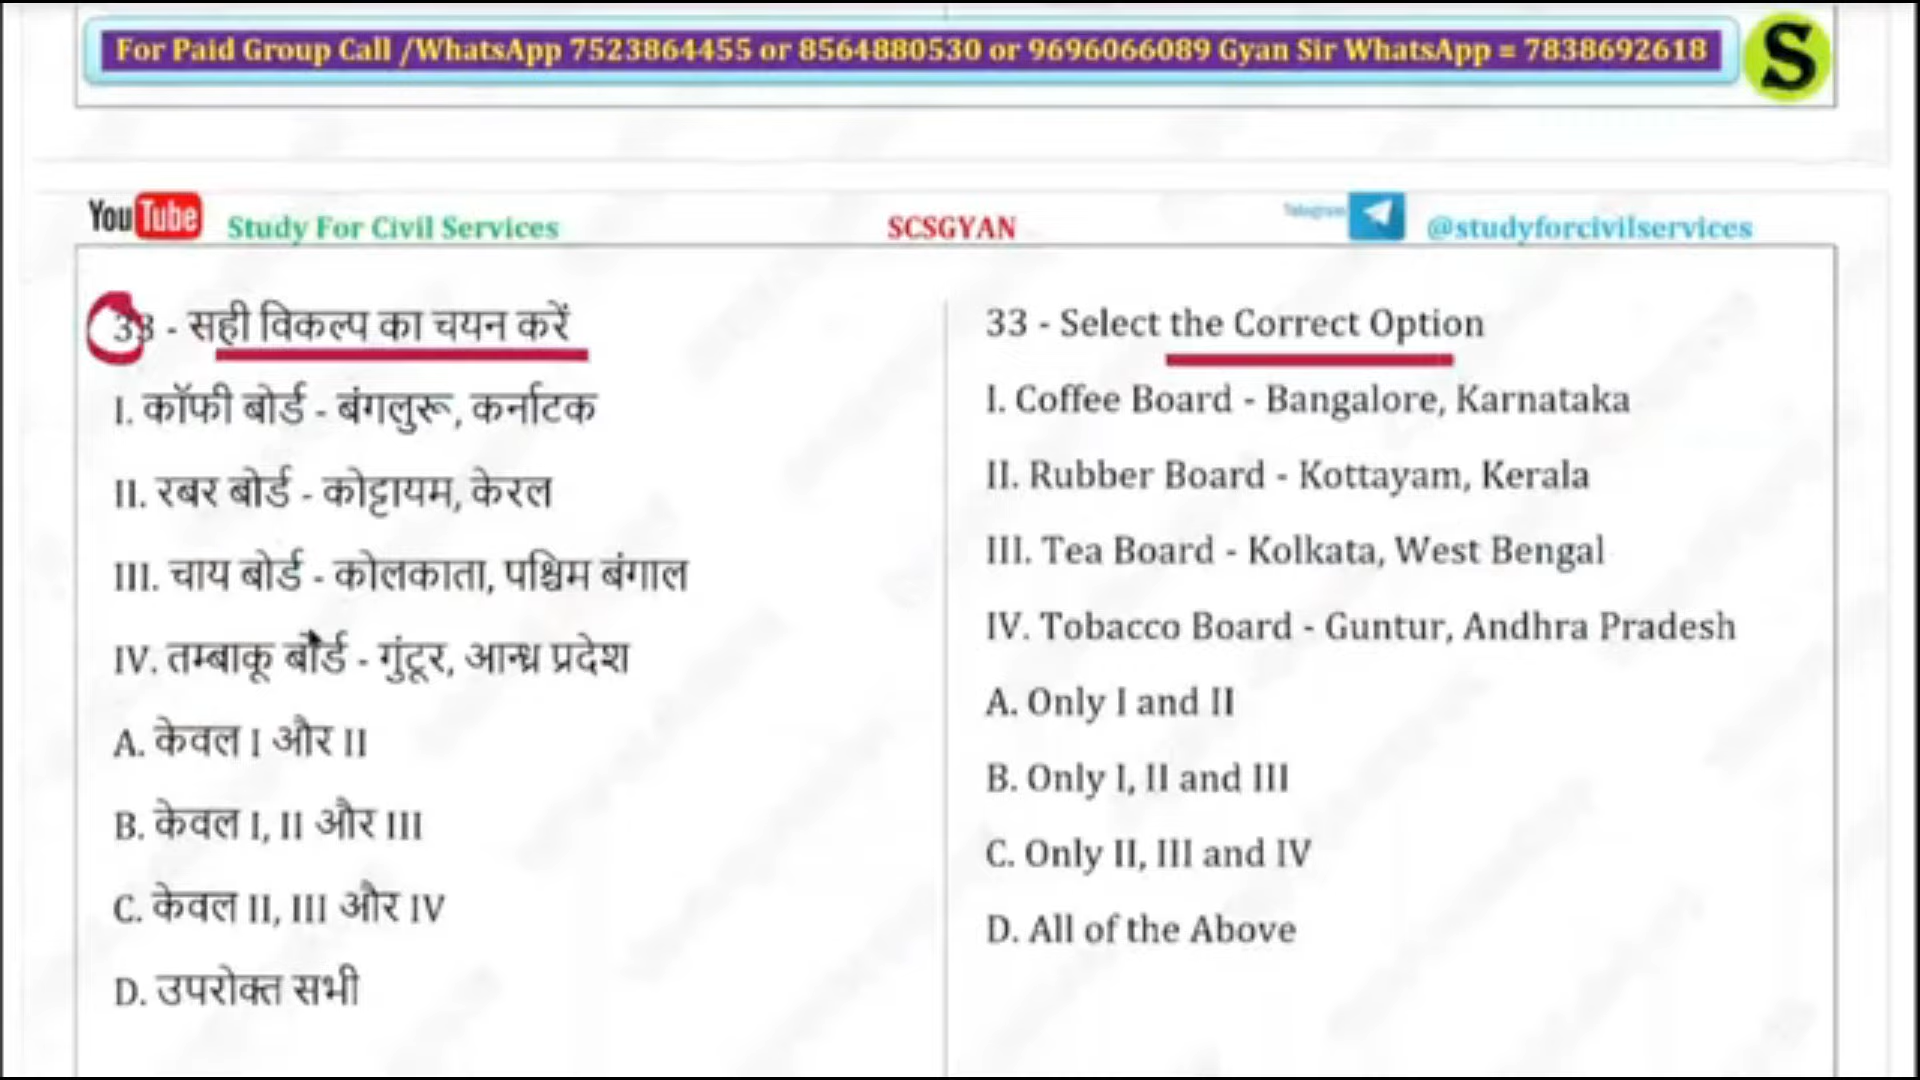 For Paid Group Call /WhatsApp 7523864455 or 8564880530 or 9696066089 Gyan Sir WhatsApp = 7838692618
S
YouTube
Study For Civil Services
SCSGYAN
Telegram
@studyforcivilservices
33 - सही विकल्प का चयन करें
I. कॉफी बोर्ड - बंगलुरू, कर्नाटक
II. रबर बोर्ड - कोट्टायम, केरल
III. चाय बोर्ड - कोलकाता, पश्चिम बंगाल
IV. तम्बाकू बोर्ड - गुंटूर, आन्ध्र प्रदेश
A. केवल I और II
B. केवल I, II और III
C. केवल II, III और IV
D. उपरोक्त सभी
33 - Select the Correct Option
I. Coffee Board - Bangalore, Karnataka
II. Rubber Board - Kottayam, Kerala
III. Tea Board - Kolkata, West Bengal
IV. Tobacco Board - Guntur, Andhra Pradesh
A. Only I and II
B. Only I, II and III
C. Only II, III and IV
D. All of the Above